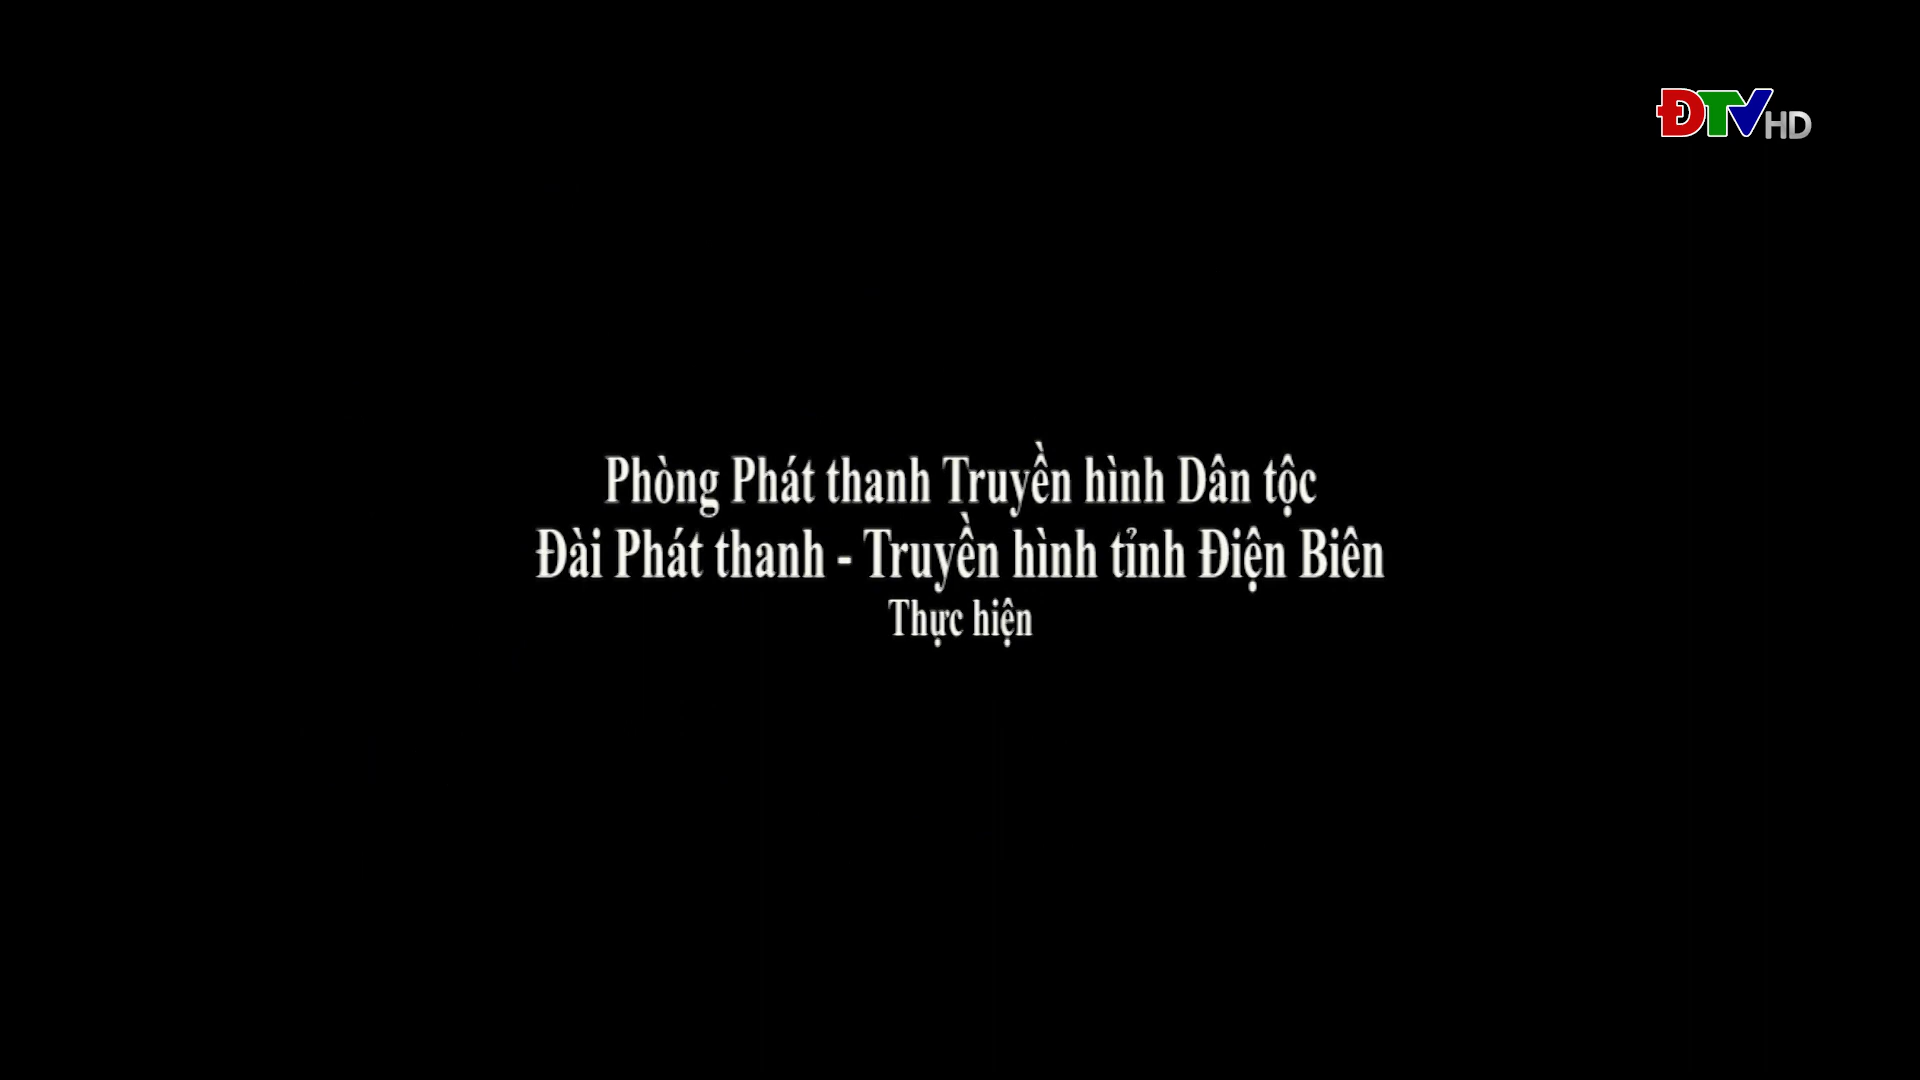 ĐTV HD
Phòng Phát thanh Truyền hình Dân tộc
Đài Phát thanh - Truyền hình tỉnh Điện Biên
Thực hiện